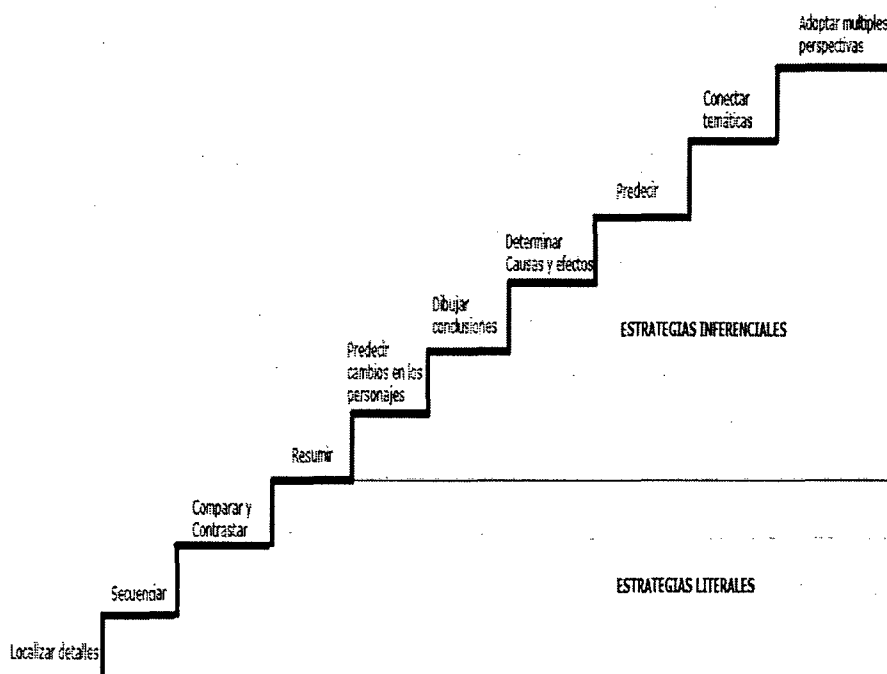 Adoptar multiples
perspectivas
Conectar
temáticas
Predecir
Determinar
Causas y efectos
Dibujar
conclusiones
ESTRATEGIAS INFERENCIALES
Predecir
cambios en los
personajes
Resumir
Comparar y
Contrastar
ESTRATEGIAS LITERALES
Secuenciar
Localizar detalles